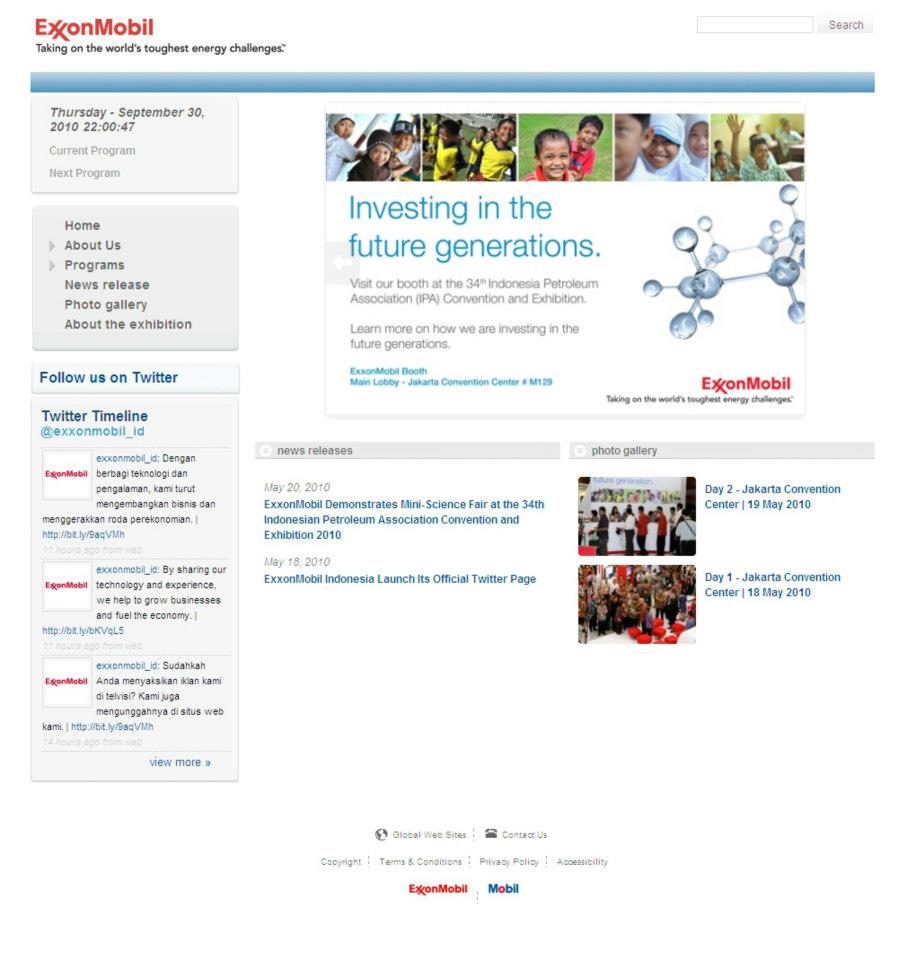 ExxonMobil
Taking on the world's toughest energy challenges.™
Search
Thursday - September 30,
2010 22:00:47
Current Program
Next Program
Home
About Us
Programs
News release
Photo gallery
About the exhibition
Follow us on Twitter
Twitter Timeline
@exxonmobil_id
ExxonMobil
exxonmobil_id: Dengan
berbagi teknologi dan
pengalaman, kami turut
mengembangkan bisnis dan
menggerakkan roda perekonomian. |
http://bit.ly/9aqVMh
11 hours ago from web
ExxonMobil
exxonmobil_id: By sharing our
technology and experience,
we help to grow businesses
and fuel the economy. |
http://bit.ly/bKVqL5
11 hours ago from web
ExxonMobil
exxonmobil_id: Sudahkah
Anda menyaksikan iklan kami
di telvisi? Kami juga
mengunggahnya di situs web
kami. | http://bit.ly/9aqVMh
14 hours ago from web
view more »
Investing in the
future generations.
Visit our booth at the 34th Indonesia Petroleum
Association (IPA) Convention and Exhibition.
Learn more on how we are investing in the
future generations.
ExxonMobil Booth
Main Lobby - Jakarta Convention Center # M129
ExxonMobil
Taking on the world's toughest energy challenges.™
news releases
May 20, 2010
ExxonMobil Demonstrates Mini-Science Fair at the 34th
Indonesian Petroleum Association Convention and
Exhibition 2010
May 18, 2010
ExxonMobil Indonesia Launch Its Official Twitter Page
photo gallery
future generations.
Day 2 - Jakarta Convention
Center | 19 May 2010
Day 1 - Jakarta Convention
Center | 18 May 2010
Global Web Sites
Contact Us
Copyright
Terms & Conditions
Privacy Policy
Accessibility
ExxonMobil
Mobil